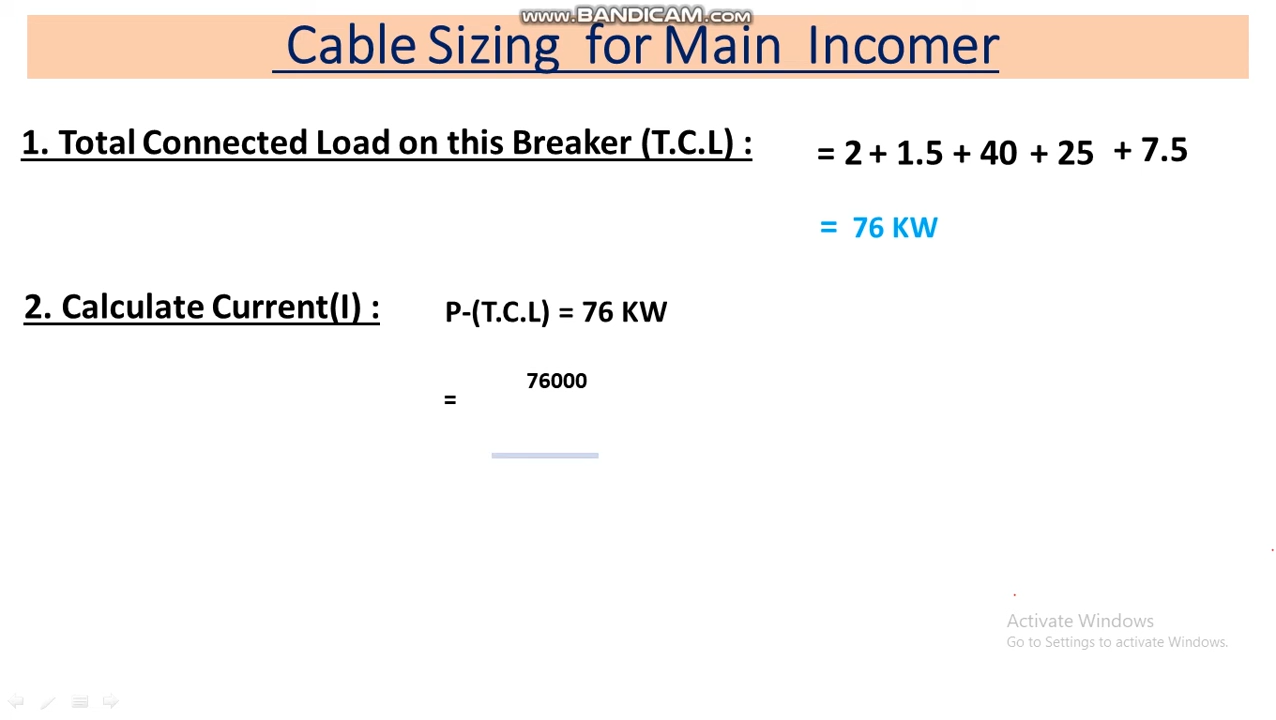 www.BANDICAM.com
Cable Sizing for Main Incomer
1. Total Connected Load on this Breaker (T.C.L) : = 2 + 1.5 + 40 + 25 + 7.5
= 76 KW
2. Calculate Current(I) : P-(T.C.L) = 76 KW
76000
=
Activate Windows
Go to Settings to activate Windows.